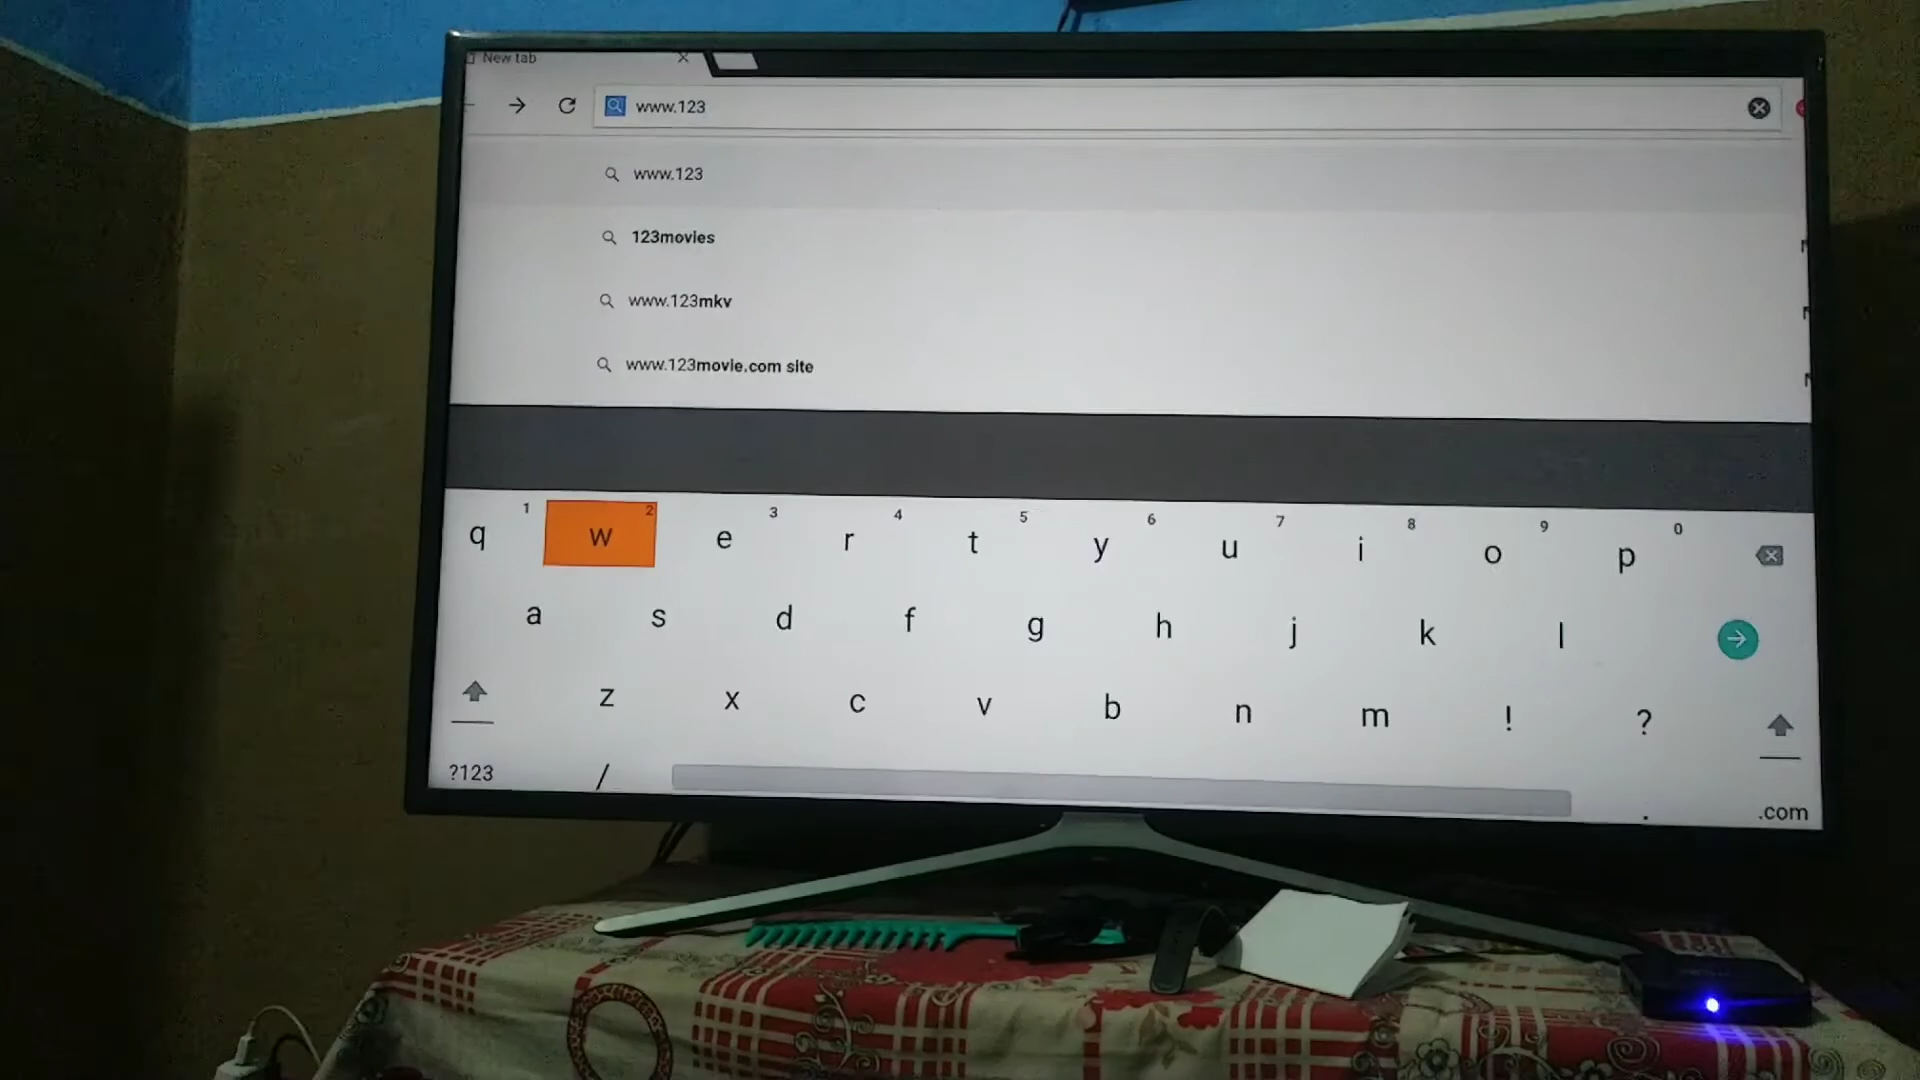 New tab
www.123
www.123
123movies
www.123mkv
www.123movie.com site
1 2 3 4 5 6 7 8 9 0
q w e r t y u i o p
a s d f g h j k l
z x c v b n m ! ?
?123 / . .com